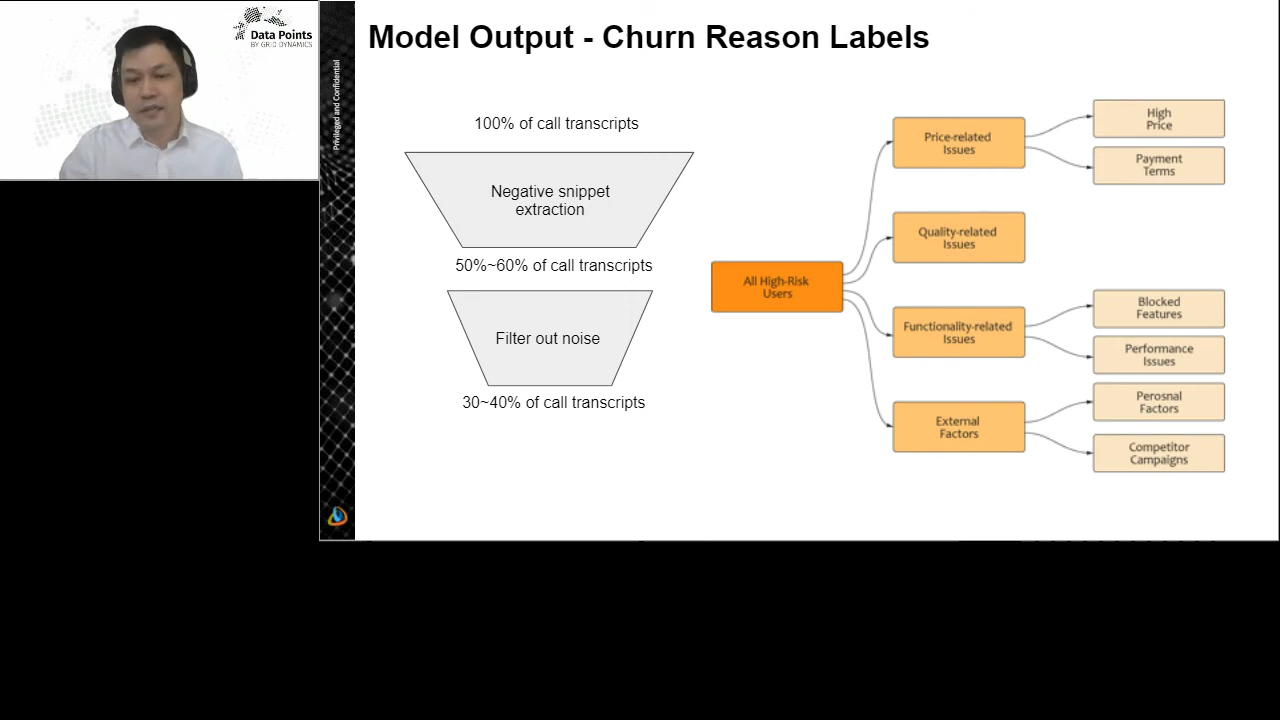 Data Points
BY GRID DYNAMICS
Privileged and Confidential
Model Output - Churn Reason Labels
100% of call transcripts
Negative snippet
extraction
50%~60% of call transcripts
Filter out noise
30~40% of call transcripts
All High-Risk
Users
Price-related
Issues
High
Price
Payment
Terms
Quality-related
Issues
Functionality-related
Issues
Blocked
Features
Performance
Issues
External
Factors
Perosnal
Factors
Competitor
Campaigns